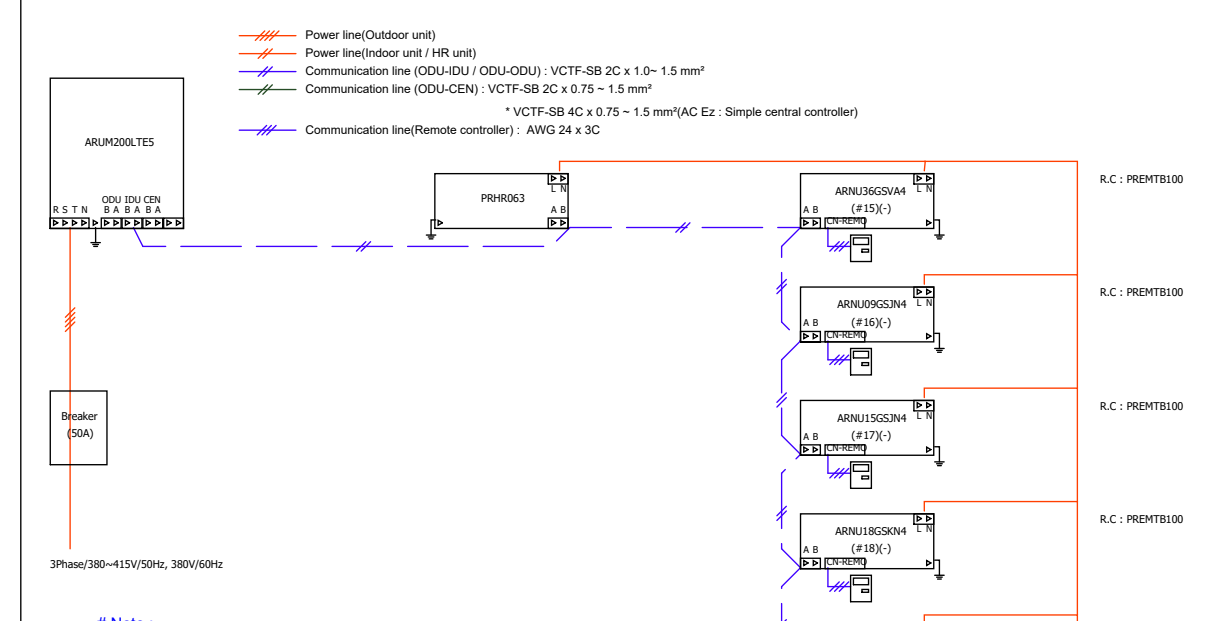 Power line(Outdoor unit)
Power line(Indoor unit / HR unit)
Communication line (ODU-IDU / ODU-ODU) : VCTF-SB 2C x 1.0~ 1.5 mm²
Communication line (ODU-CEN) : VCTF-SB 2C x 0.75 ~ 1.5 mm²
* VCTF-SB 4C x 0.75 ~ 1.5 mm²(AC Ez : Simple central controller)
Communication line(Remote controller) : AWG 24 x 3C
ARUM200LTE5
ODU IDU CEN
R S T N B A B A B A
PRHR063
L N
A B
ARNU36GSVA4
L N
(#15)(-)
A B
CN-REMO
R.C : PREMTB100
ARNU09GSJN4
L N
(#16)(-)
A B
CN-REMO
R.C : PREMTB100
ARNU15GSJN4
L N
(#17)(-)
A B
CN-REMO
R.C : PREMTB100
ARNU18GSKN4
L N
(#18)(-)
A B
CN-REMO
R.C : PREMTB100
Breaker
(50A)
3Phase/380~415V/50Hz, 380V/60Hz
# Note :